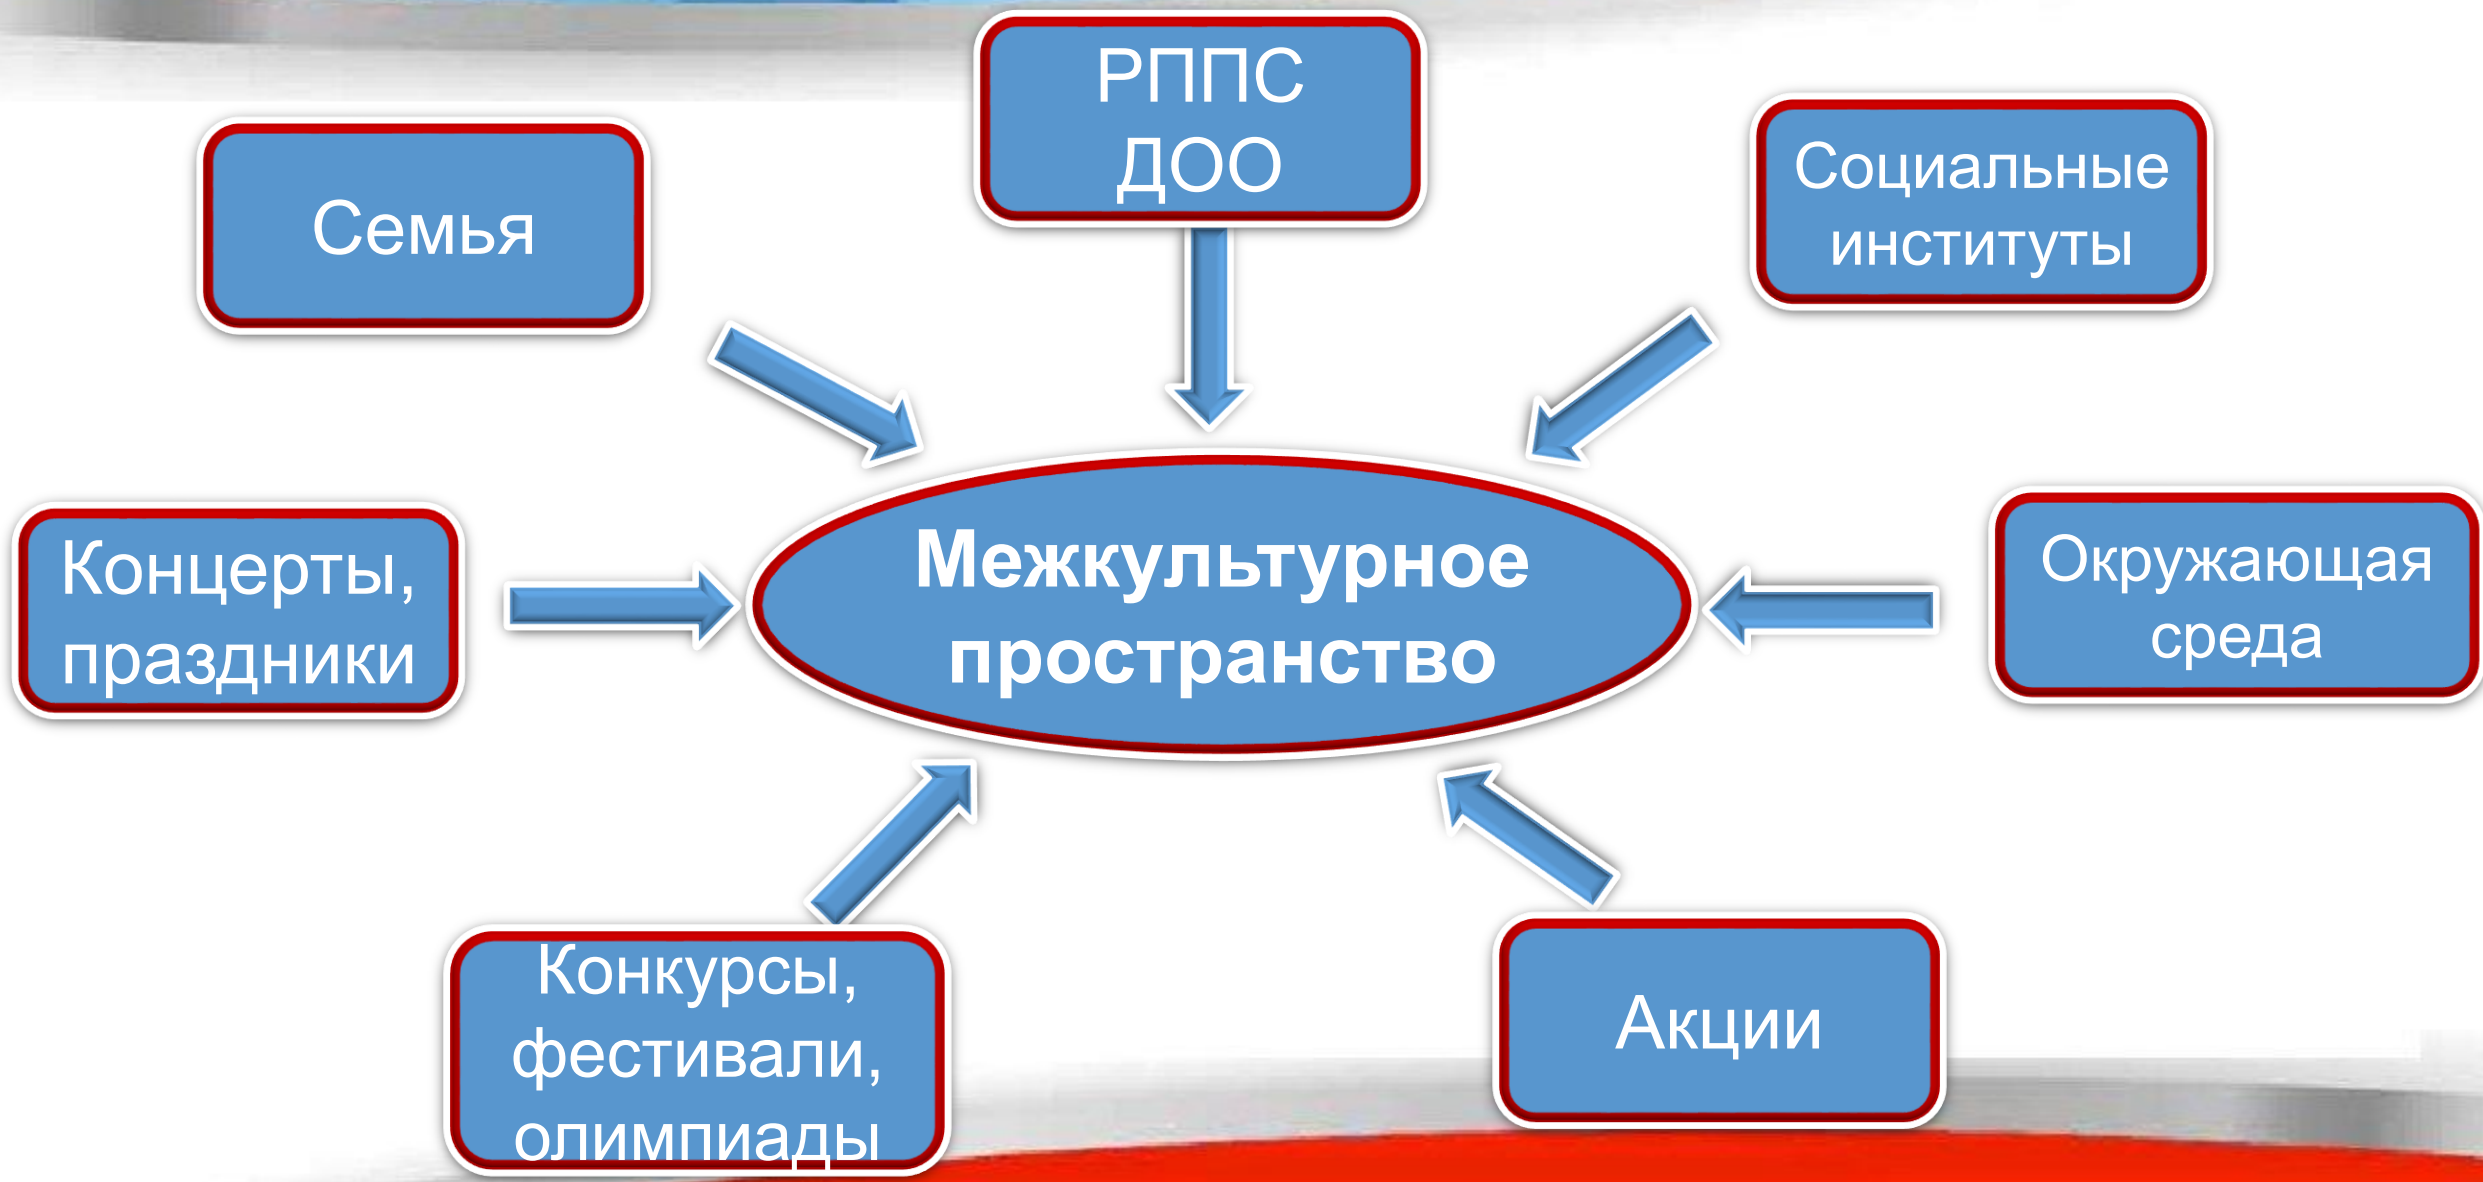 РППС
ДОО
Семья
Социальные
институты
Концерты,
праздники
Межкультурное
пространство
Окружающая
среда
Конкурсы,
фестивали,
олимпиады
Акции